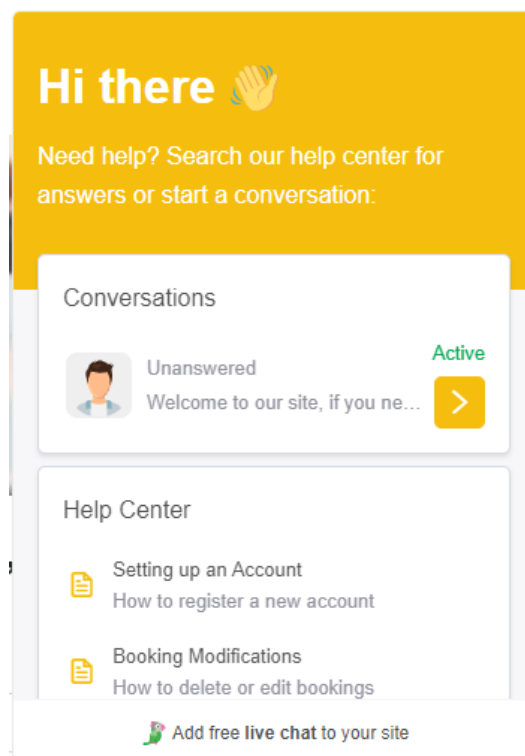 Hi there 👋
Need help? Search our help center for
answers or start a conversation:
Conversations
Active
Unanswered
Welcome to our site, if you ne...
Help Center
Setting up an Account
How to register a new account
Booking Modifications
How to delete or edit bookings
Add free live chat to your site